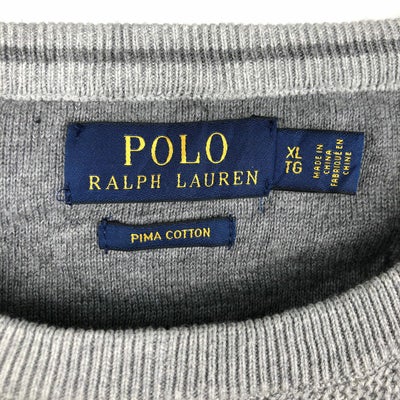 POLO
RALPH LAUREN
XL
TG
MADE IN
CHINA
FABRIQUÉ EN
CHINE
PIMA COTTON